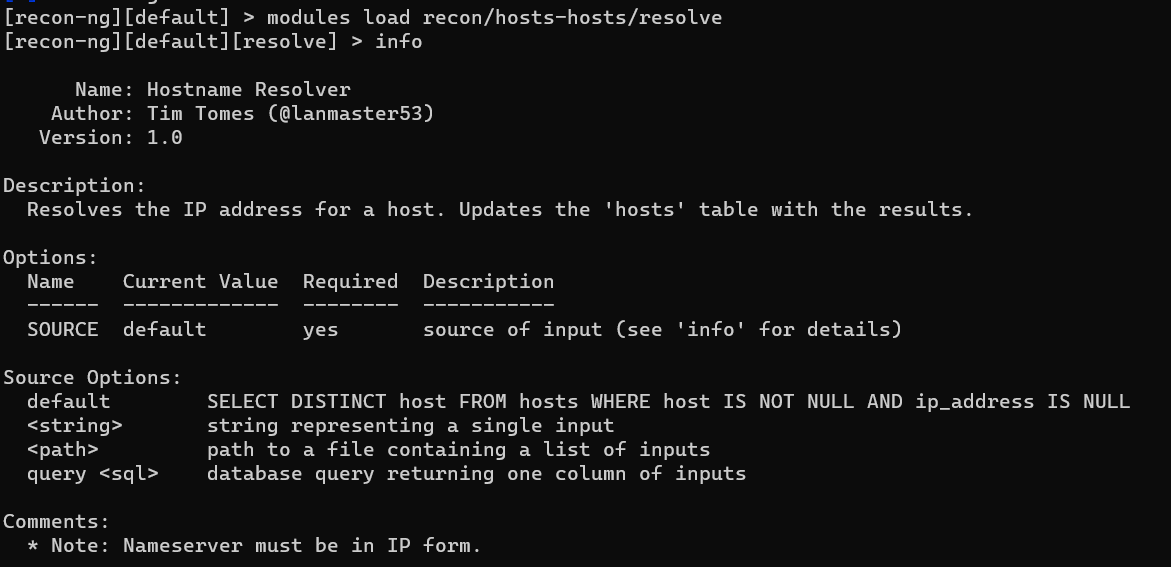 [recon-ng][default] > modules load recon/hosts-hosts/resolve
[recon-ng][default][resolve] > info
Name: Hostname Resolver
Author: Tim Tomes (@lanmaster53)
Version: 1.0
Description:
Resolves the IP address for a host. Updates the 'hosts' table with the results.
Options:
Name Current Value Required Description
------ ------------- -------- -----------
SOURCE default yes source of input (see 'info' for details)
Source Options:
default SELECT DISTINCT host FROM hosts WHERE host IS NOT NULL AND ip_address IS NULL
<string> string representing a single input
<path> path to a file containing a list of inputs
query <sql> database query returning one column of inputs
Comments:
* Note: Nameserver must be in IP form.